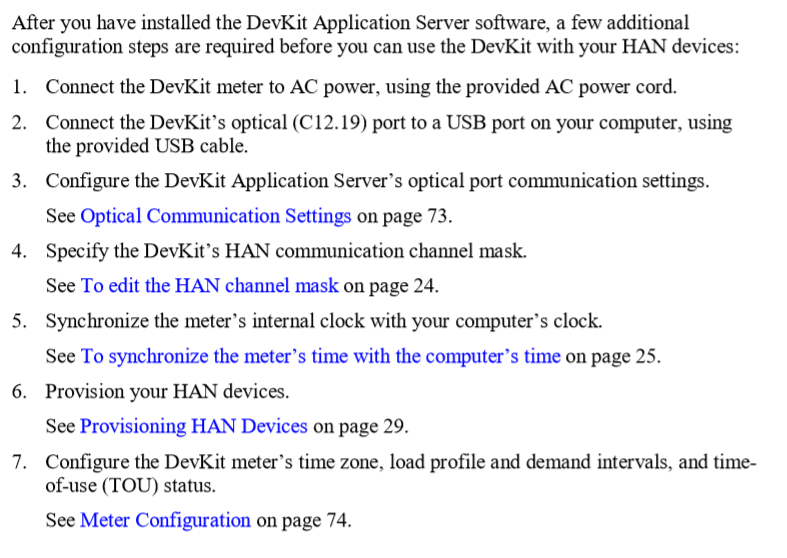 After you have installed the DevKit Application Server software, a few additional
configuration steps are required before you can use the DevKit with your HAN devices:
1. Connect the DevKit meter to AC power, using the provided AC power cord.
2. Connect the DevKit’s optical (C12.19) port to a USB port on your computer, using
the provided USB cable.
3. Configure the DevKit Application Server’s optical port communication settings.
See Optical Communication Settings on page 73.
4. Specify the DevKit’s HAN communication channel mask.
See To edit the HAN channel mask on page 24.
5. Synchronize the meter’s internal clock with your computer’s clock.
See To synchronize the meter’s time with the computer’s time on page 25.
6. Provision your HAN devices.
See Provisioning HAN Devices on page 29.
7. Configure the DevKit meter’s time zone, load profile and demand intervals, and time-
of-use (TOU) status.
See Meter Configuration on page 74.